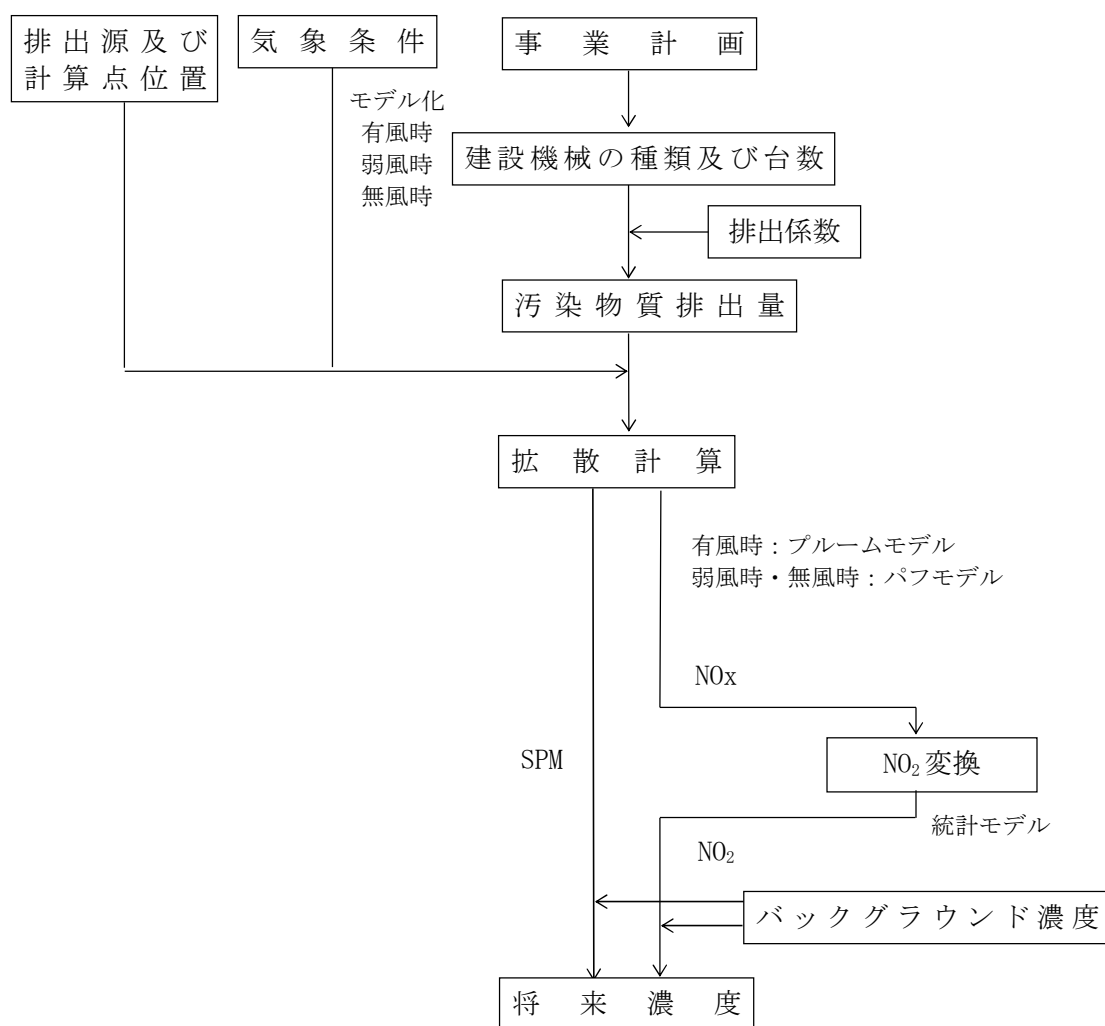 排出源及び
計算点位置
気象条件
事業計画
モデル化
有風時
弱風時
無風時
建設機械の種類及び台数
排出係数
汚染物質排出量
拡散計算
有風時：プルームモデル
弱風時・無風時：パフモデル
NOx
SPM
NO₂変換
統計モデル
NO₂
バックグラウンド濃度
将来濃度